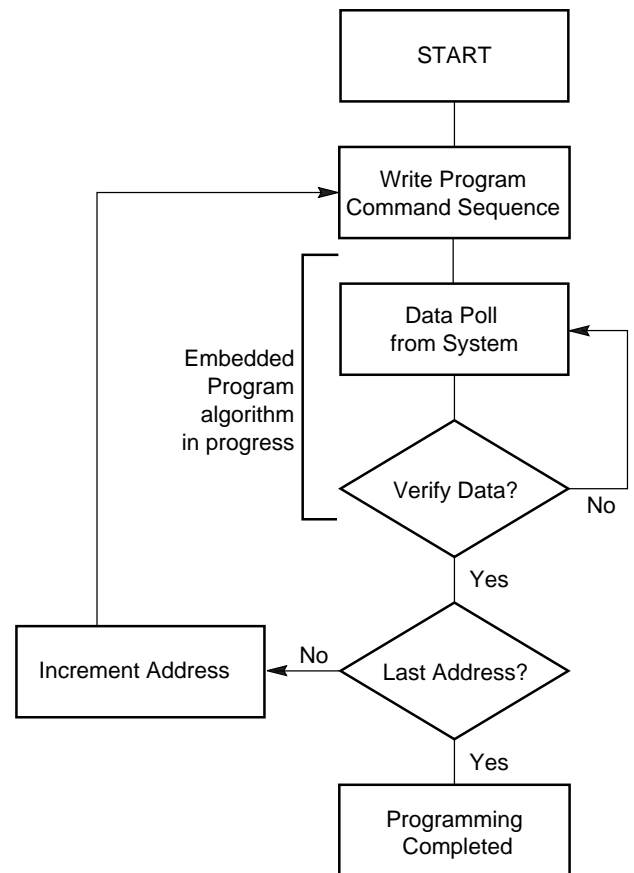 START
Write Program
Command Sequence
Data Poll
from System
Embedded
Program
algorithm
in progress
Verify Data?
No
Yes
Increment Address
No
Last Address?
Yes
Programming
Completed